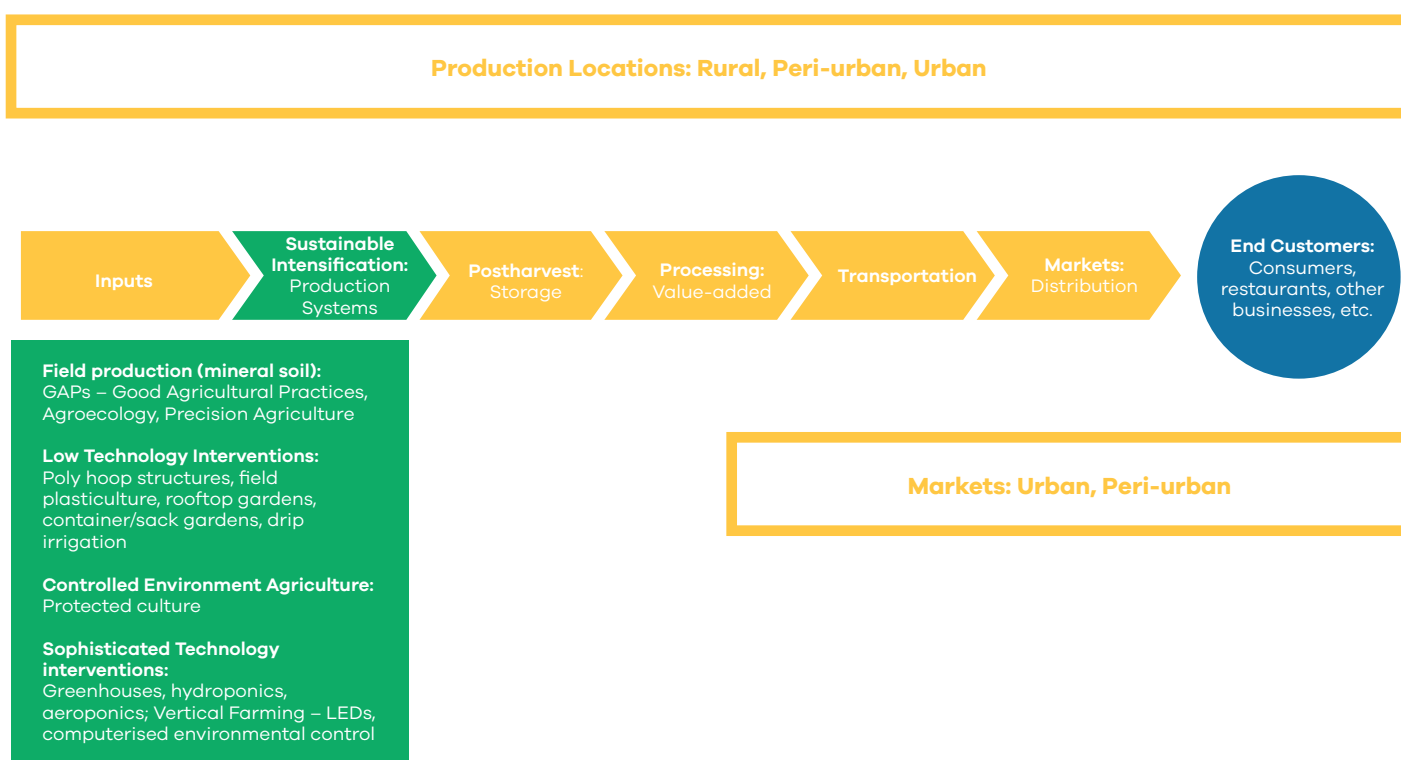 Production Locations: Rural, Peri-urban, Urban
Inputs
Sustainable
Intensification:
Production
Systems
Postharvest:
Storage
Processing:
Value-added
Transportation
Markets:
Distribution
End Customers:
Consumers,
restaurants, other
businesses, etc.
Field production (mineral soil):
GAPs – Good Agricultural Practices,
Agroecology, Precision Agriculture
Low Technology Interventions:
Poly hoop structures, field
plasticulture, rooftop gardens,
container/sack gardens, drip
irrigation
Controlled Environment Agriculture:
Protected culture
Sophisticated Technology
interventions:
Greenhouses, hydroponics,
aeroponics; Vertical Farming – LEDs,
computerised environmental control
Markets: Urban, Peri-urban